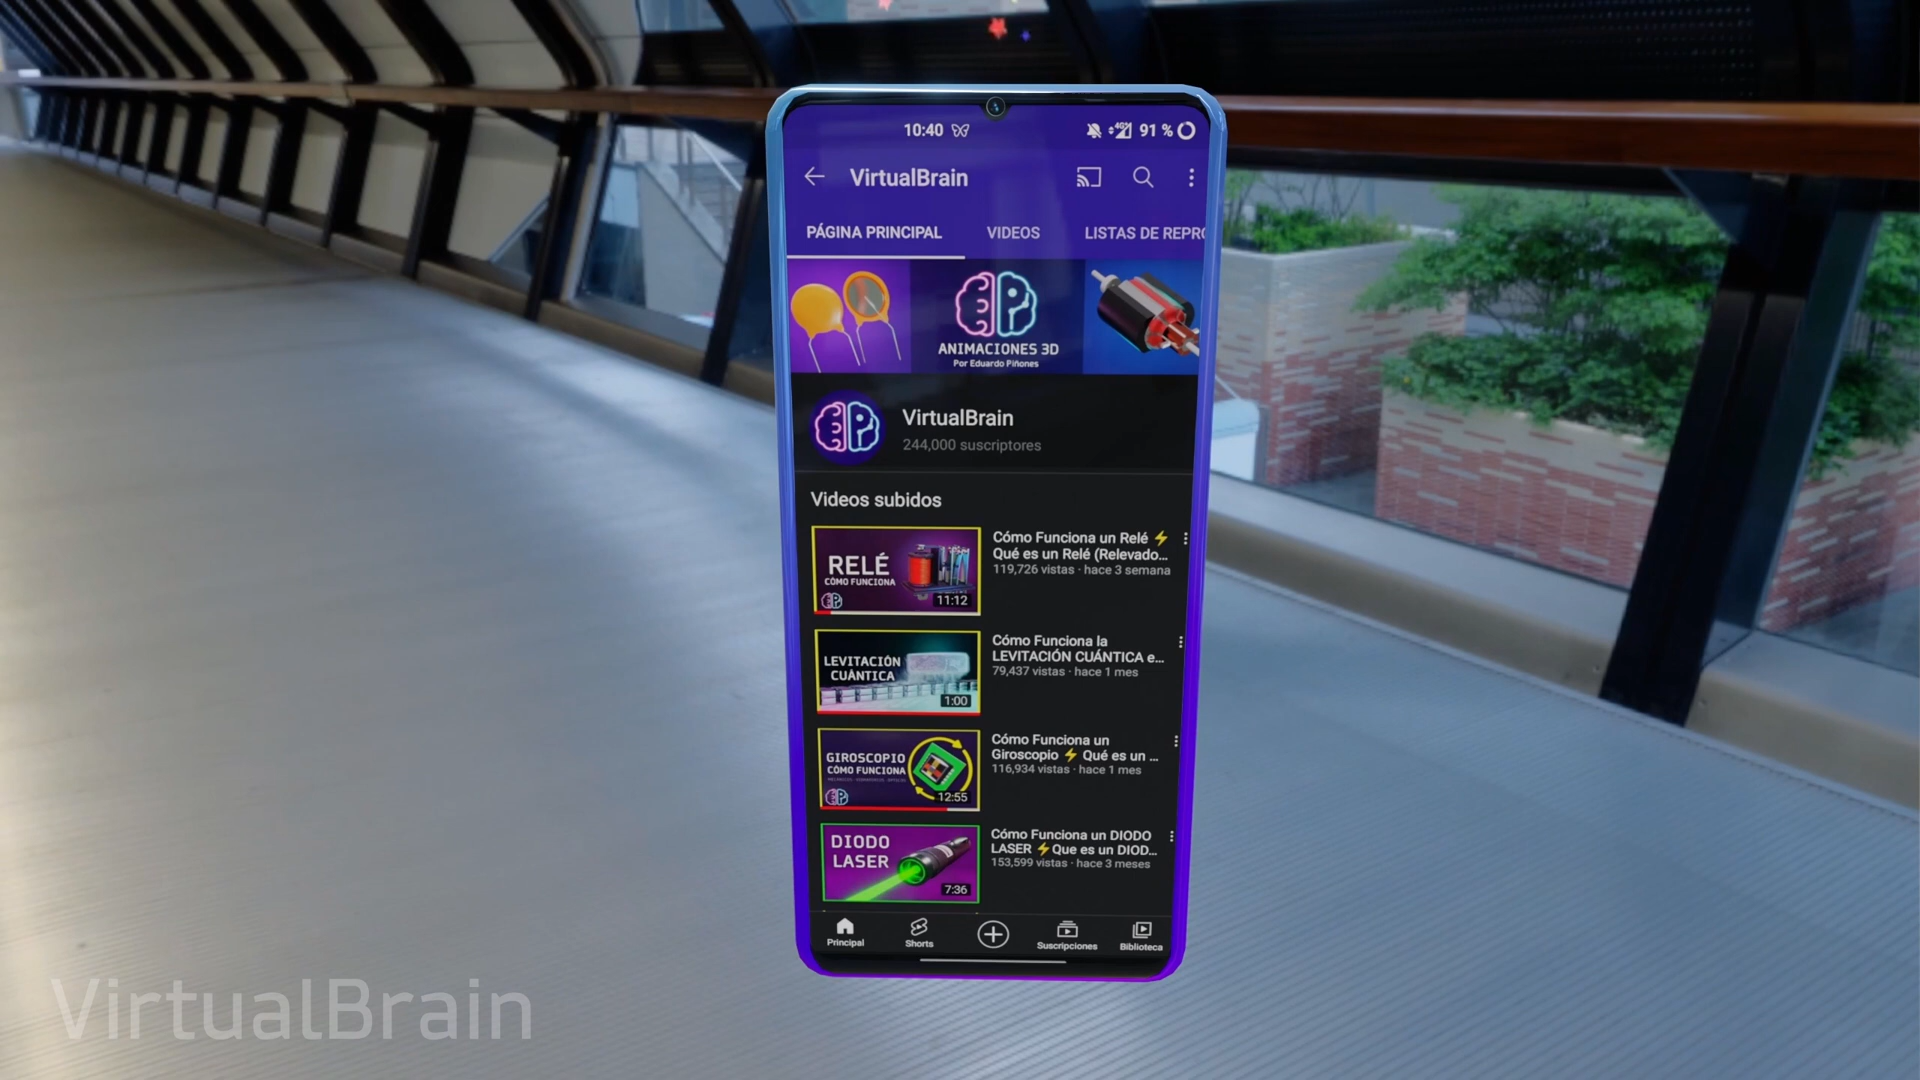 10:40 4G+ 91 %
VirtualBrain
PÁGINA PRINCIPAL VIDEOS LISTAS DE REPRO
ANIMACIONES 3D
Por Eduardo Piñones
VirtualBrain
244,000 suscriptores
Videos subidos
RELÉ
CÓMO FUNCIONA
11:12
Cómo Funciona un Relé ⚡
Qué es un Relé (Relevado...
119,726 vistas · hace 3 semana
LEVITACIÓN
CUÁNTICA
1:00
Cómo Funciona la
LEVITACIÓN CUÁNTICA e...
79,437 vistas · hace 1 mes
GIROSCOPIO
CÓMO FUNCIONA
12:55
Cómo Funciona un
Giroscopio ⚡ Qué es un ...
116,934 vistas · hace 1 mes
DIODO
LASER
7:36
Cómo Funciona un DIODO
LASER ⚡Que es un DIOD...
153,599 vistas · hace 3 meses
Principal Shorts Suscripciones Biblioteca
VirtualBrain